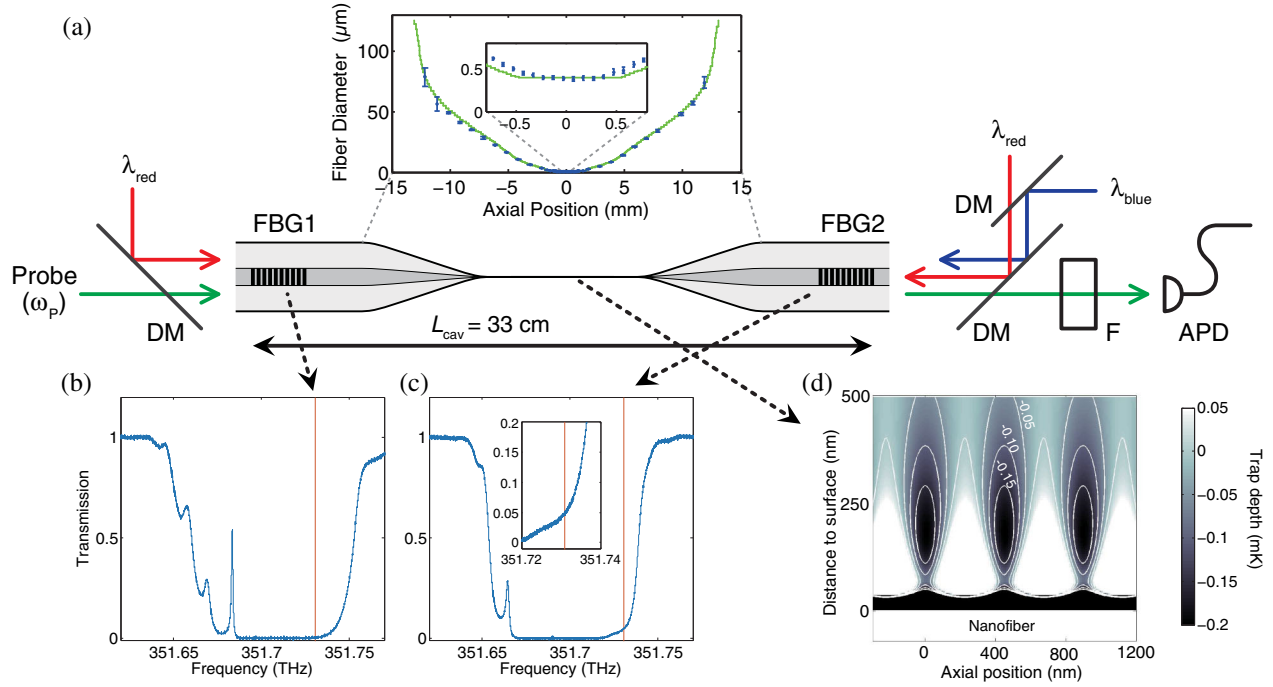 (a)
Fiber Diameter (μm)
100
50
0
0.5
0
−0.5
0
0.5
−15
−10
−5
0
5
10
15
Axial Position (mm)
λred
λred
DM
λblue
FBG1
FBG2
Probe
(ωP)
DM
DM
F
APD
Lcav = 33 cm
(b)
Transmission
1
0.5
0
351.65
351.7
351.75
Frequency (THz)
(c)
1
0.5
0
0.2
0.15
0.1
0.05
0
351.72
351.74
351.65
351.7
351.75
Frequency (THz)
(d)
Distance to surface (nm)
500
250
0
-0.05
-0.10
-0.15
Nanofiber
0
400
800
1200
Axial position (nm)
0.05
0
−0.05
−0.1
−0.15
−0.2
Trap depth (mK)